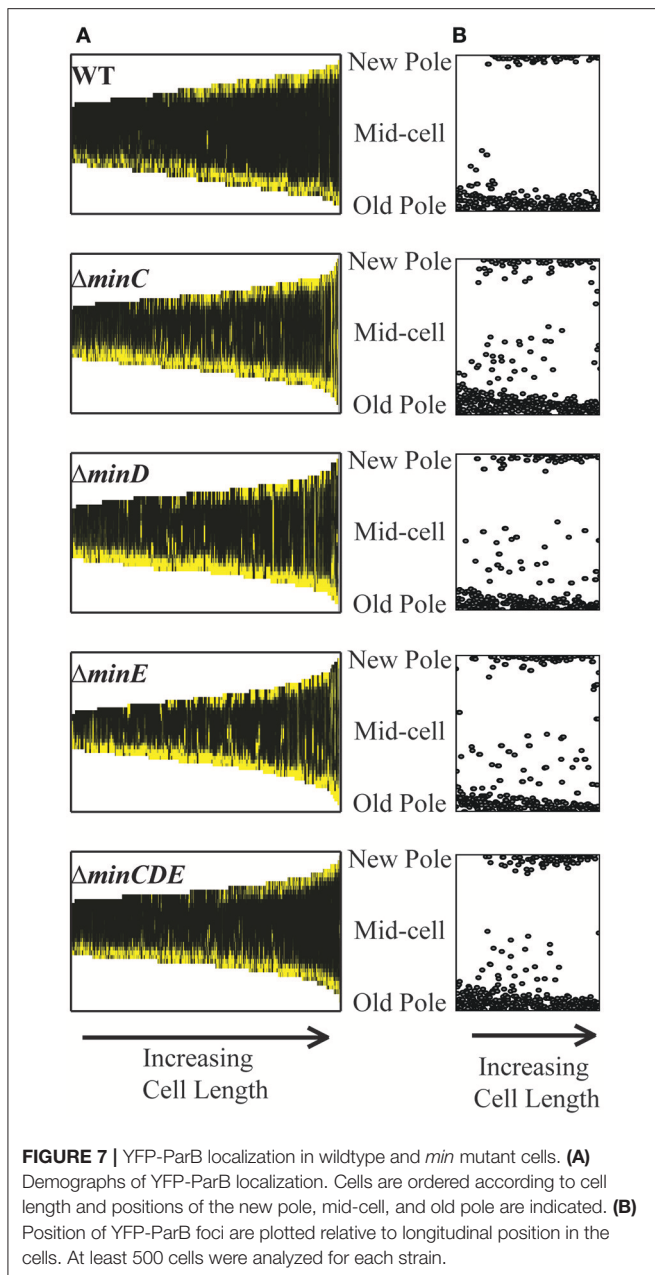 A
B
WT
New Pole
Mid-cell
Old Pole
ΔminC
New Pole
Mid-cell
Old Pole
ΔminD
New Pole
Mid-cell
Old Pole
ΔminE
New Pole
Mid-cell
Old Pole
ΔminCDE
New Pole
Mid-cell
Old Pole
Increasing
Cell Length
Increasing
Cell Length
FIGURE 7 | YFP-ParB localization in wildtype and min mutant cells. (A)
Demographs of YFP-ParB localization. Cells are ordered according to cell
length and positions of the new pole, mid-cell, and old pole are indicated. (B)
Position of YFP-ParB foci are plotted relative to longitudinal position in the
cells. At least 500 cells were analyzed for each strain.